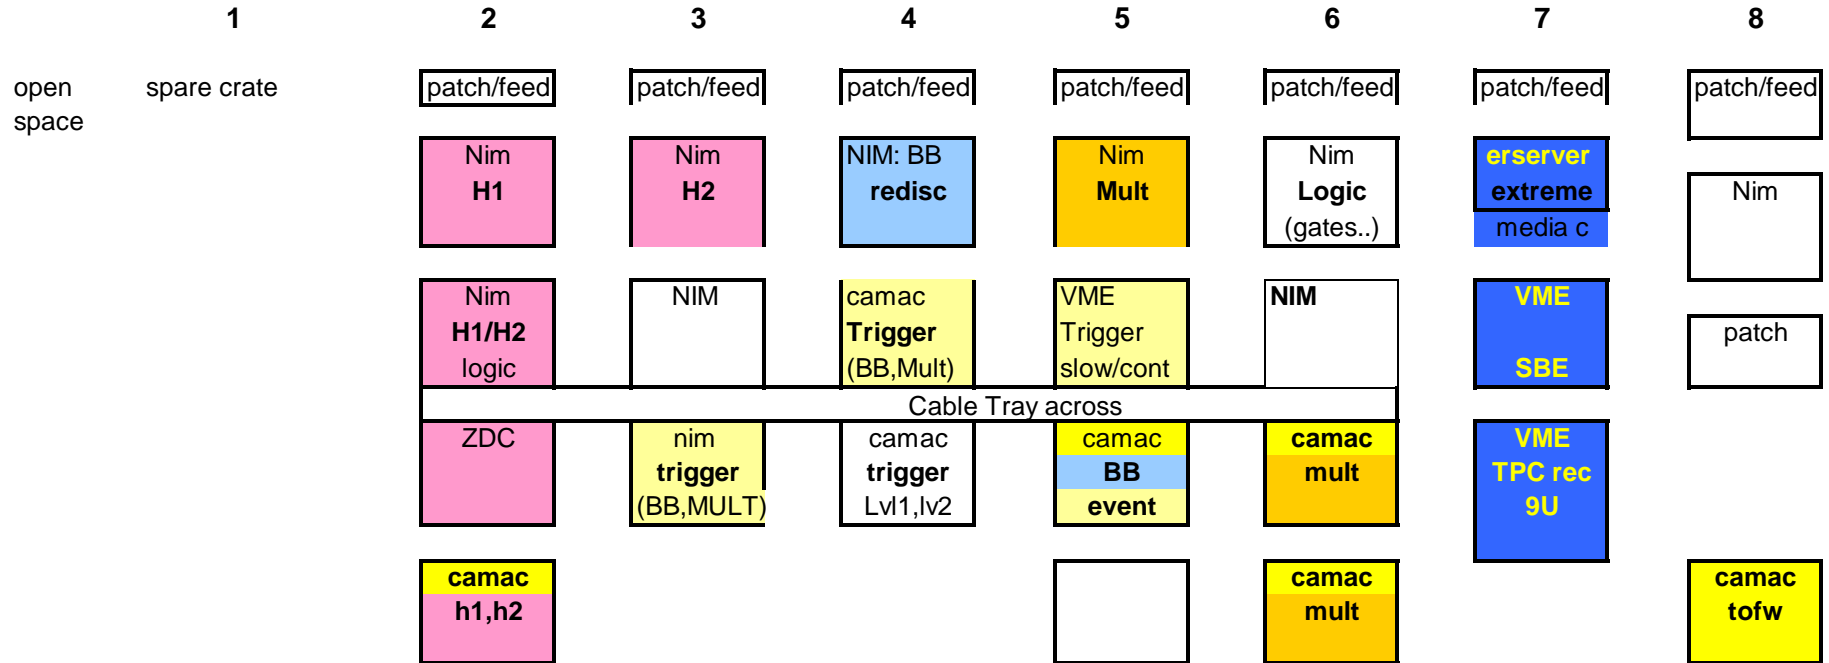 1 2 3 4 5 6 7 8
open spare crate patch/feed patch/feed patch/feed patch/feed patch/feed patch/feed patch/feed
space
Nim Nim NIM: BB Nim Nim erserver
H1 H2 redisc Mult Logic extreme Nim
(gates..) media c
Nim NIM camac VME NIM VME
H1/H2 Trigger Trigger patch
logic (BB,Mult) slow/cont SBE
Cable Tray across
ZDC nim camac camac camac VME
trigger trigger BB mult TPC rec
(BB,MULT) Lvl1,lv2 event 9U
camac camac camac
h1,h2 mult tofw